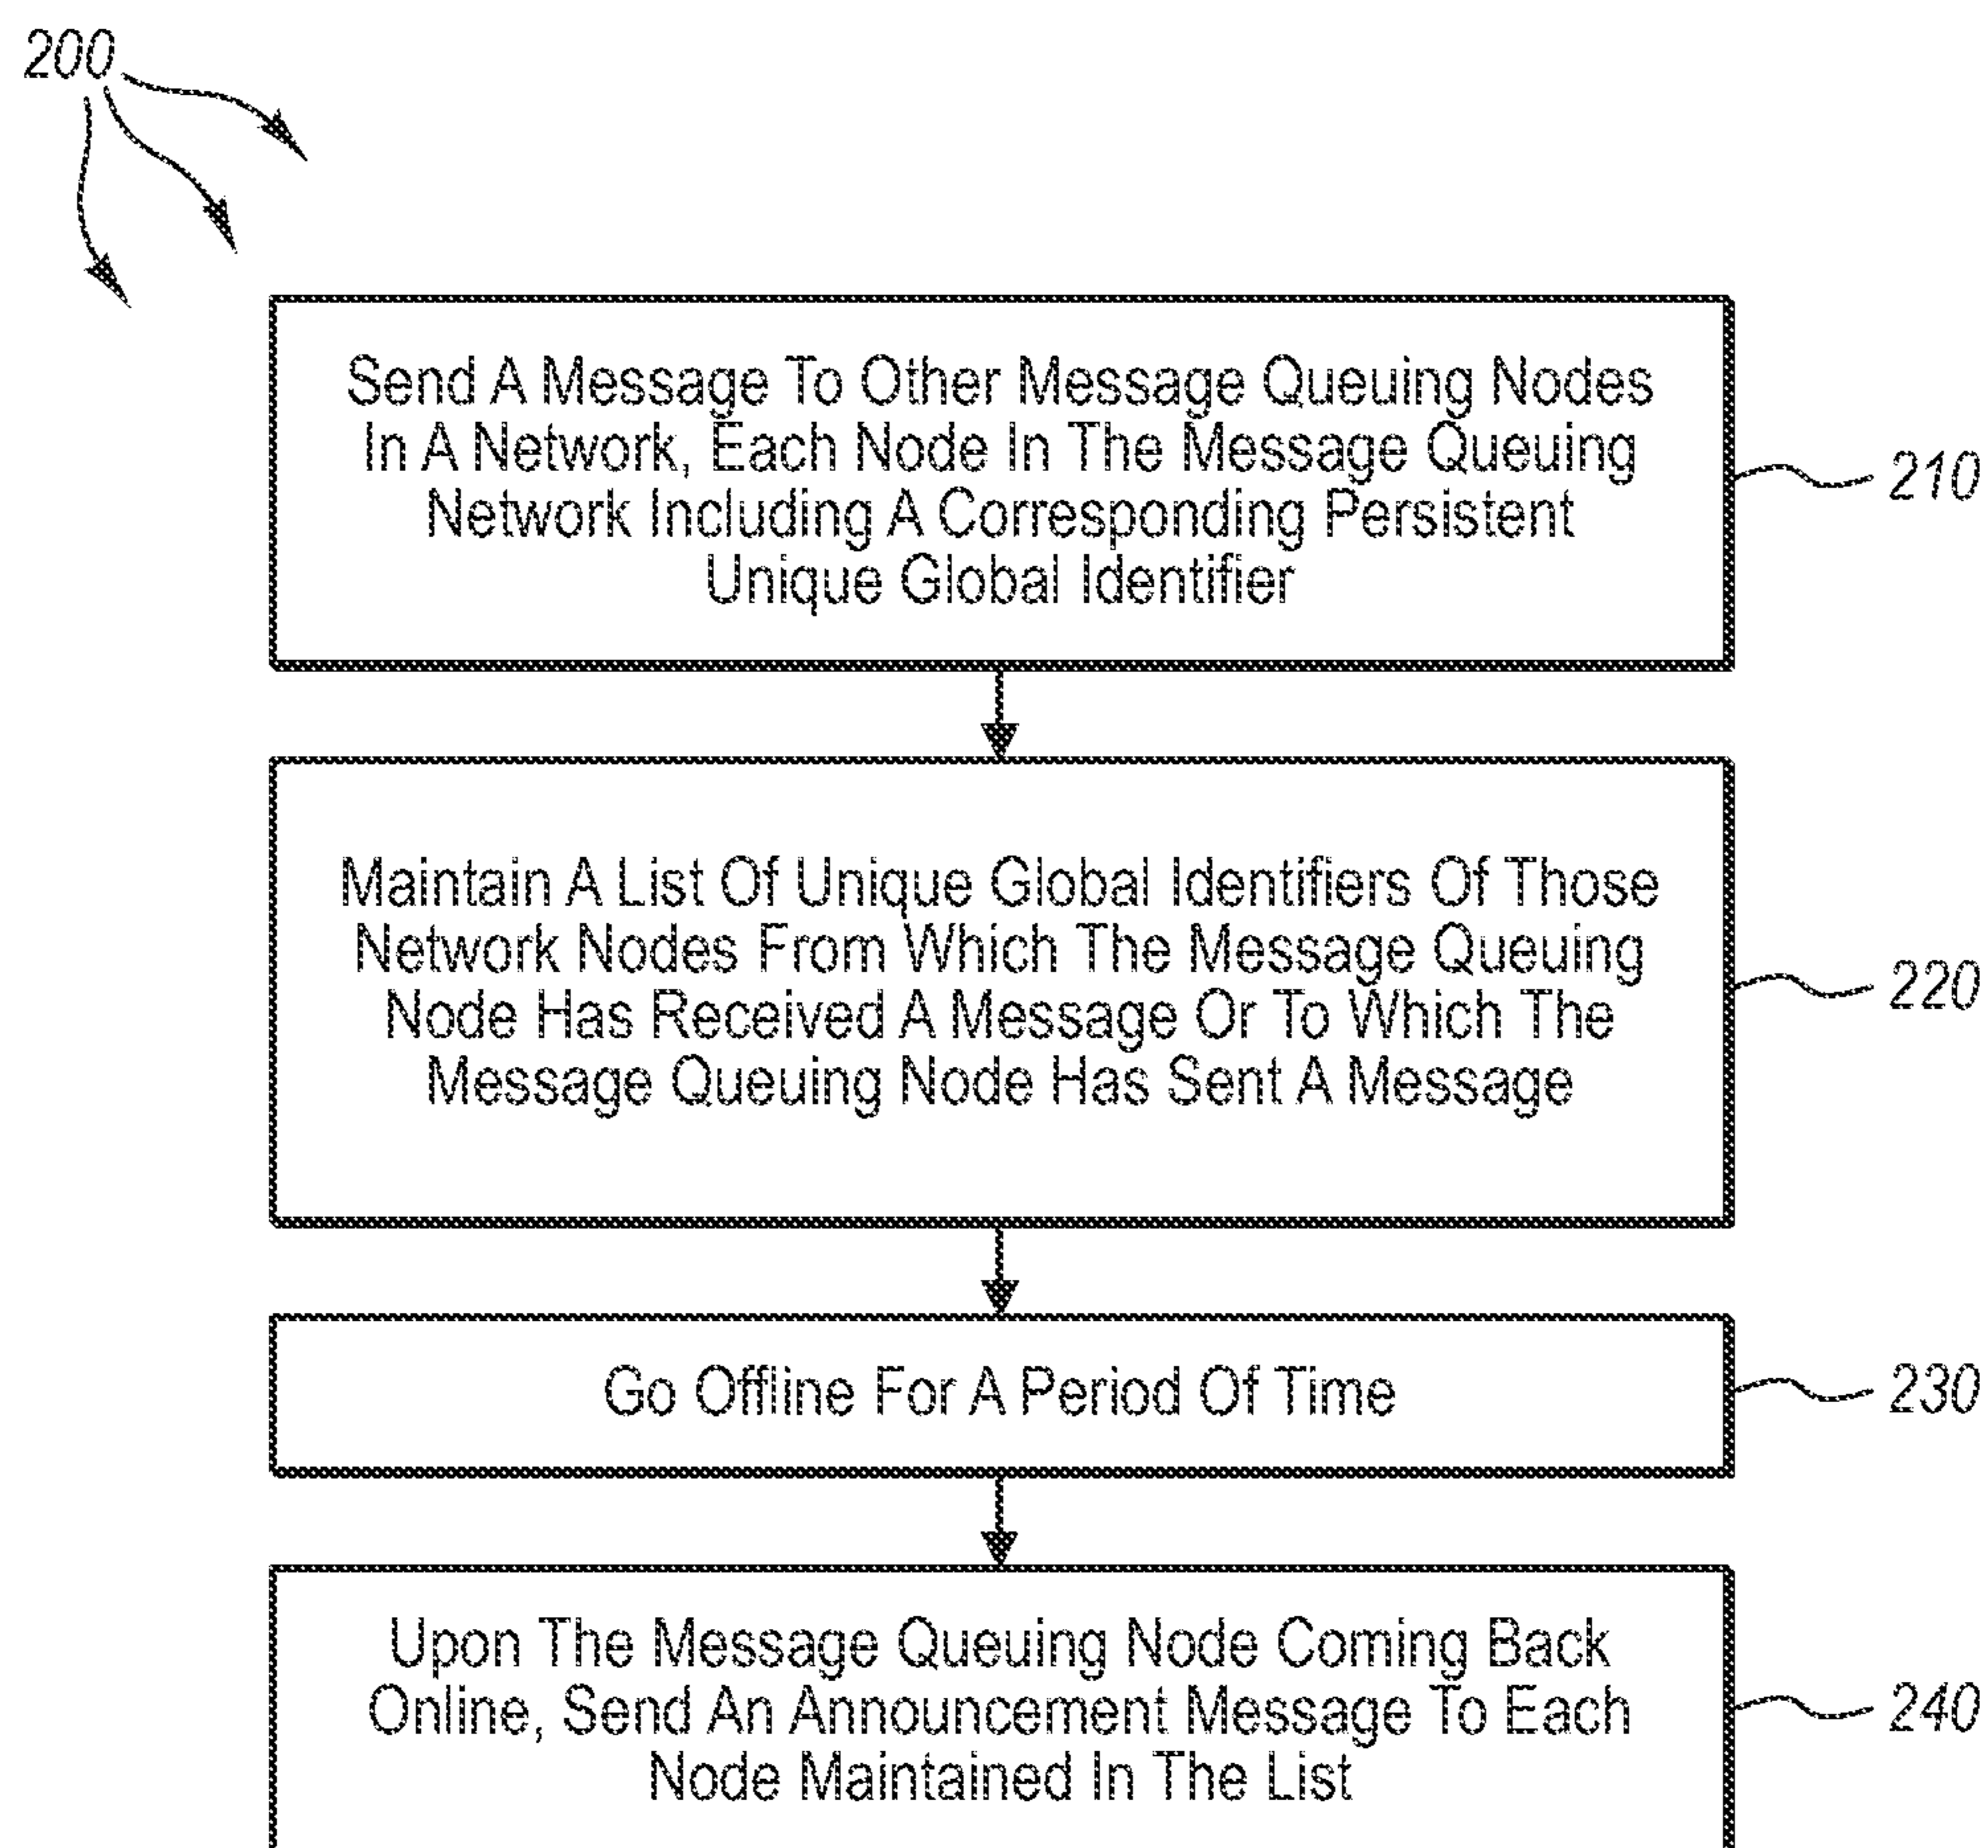 200
Send A Message To Other Message Queuing Nodes
In A Network, Each Node In The Message Queuing
Network Including A Corresponding Persistent
Unique Global Identifier
210
Maintain A List Of Unique Global Identifiers Of Those
Network Nodes From Which The Message Queuing
Node Has Received A Message Or To Which The
Message Queuing Node Has Sent A Message
220
Go Offline For A Period Of Time
230
Upon The Message Queuing Node Coming Back
Online, Send An Announcement Message To Each
Node Maintained In The List
240